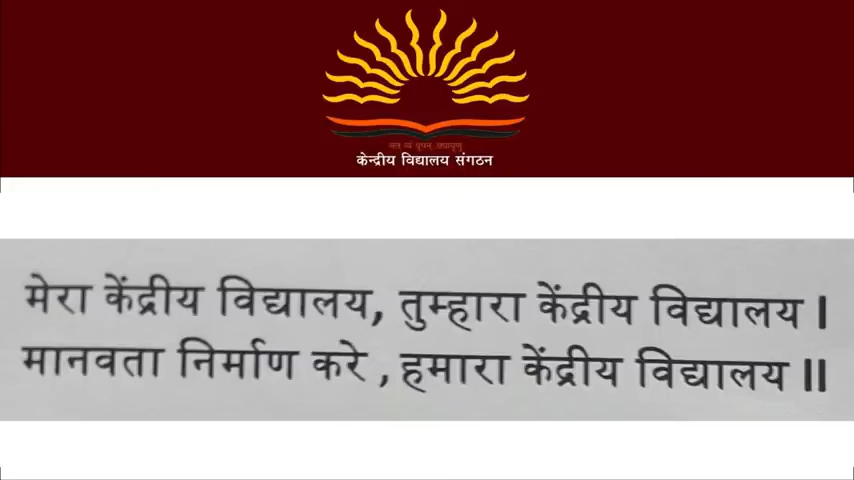 केन्द्रीय विद्यालय संगठन
मेरा केंद्रीय विद्यालय, तुम्हारा केंद्रीय विद्यालय ।
मानवता निर्माण करे , हमारा केंद्रीय विद्यालय ॥